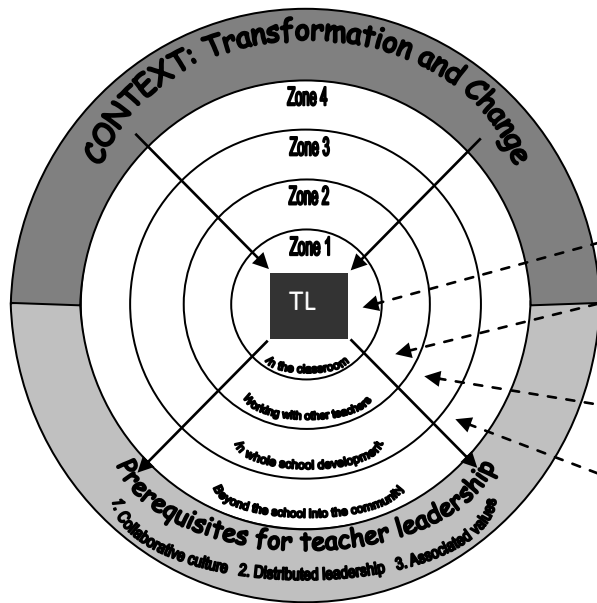 CONTEXT: Transformation and Change
Zone 4
Zone 3
Zone 2
Zone 1
TL
In the classroom
Working with other teachers
In whole school development
Beyond the school into the community
Prerequisites for teacher leadership
1. Collaborative culture 2. Distributed leadership 3. Associated values